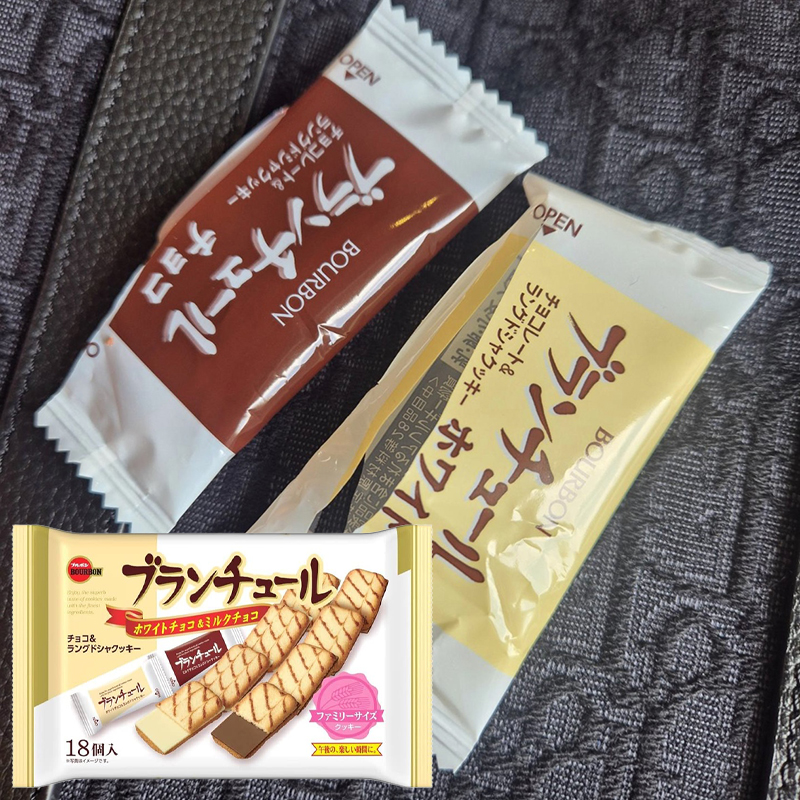 OPEN
チョコレート&
ラングドシャクッキー
ブランチュール
チョコ
BOURBON
OPEN
チョコレート&
ラングドシャクッキー
ブランチュール
ホワイ
BOURBON
ブルボン
BOURBON
ブランチュール
ホワイトチョコ&ミルクチョコ
チョコ&
ラングドシャクッキー
ブランチュール
ブランチュール
ファミリーサイズ
クッキー
18個入
※写真はイメージです。
午後の、楽しい時間に。